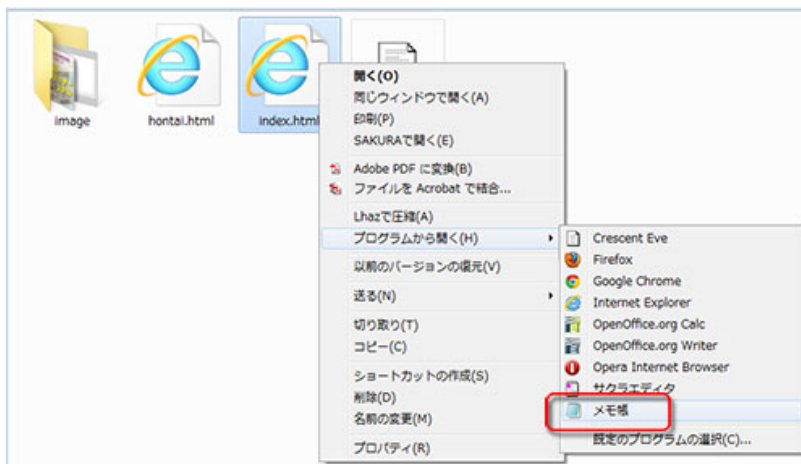 image
hontai.html
index.html
開く(O)
同じウィンドウで開く(A)
印刷(P)
SAKURAで開く(E)
Adobe PDF に変換(B)
ファイルを Acrobat で結合...
Lhazで圧縮(A)
プログラムから開く(H)
以前のバージョンの復元(V)
送る(N)
切り取り(T)
コピー(C)
ショートカットの作成(S)
削除(D)
名前の変更(M)
プロパティ(R)
Crescent Eve
Firefox
Google Chrome
Internet Explorer
OpenOffice.org Calc
OpenOffice.org Writer
Opera Internet Browser
サクラエディタ
メモ帳
既定のプログラムの選択(C)...